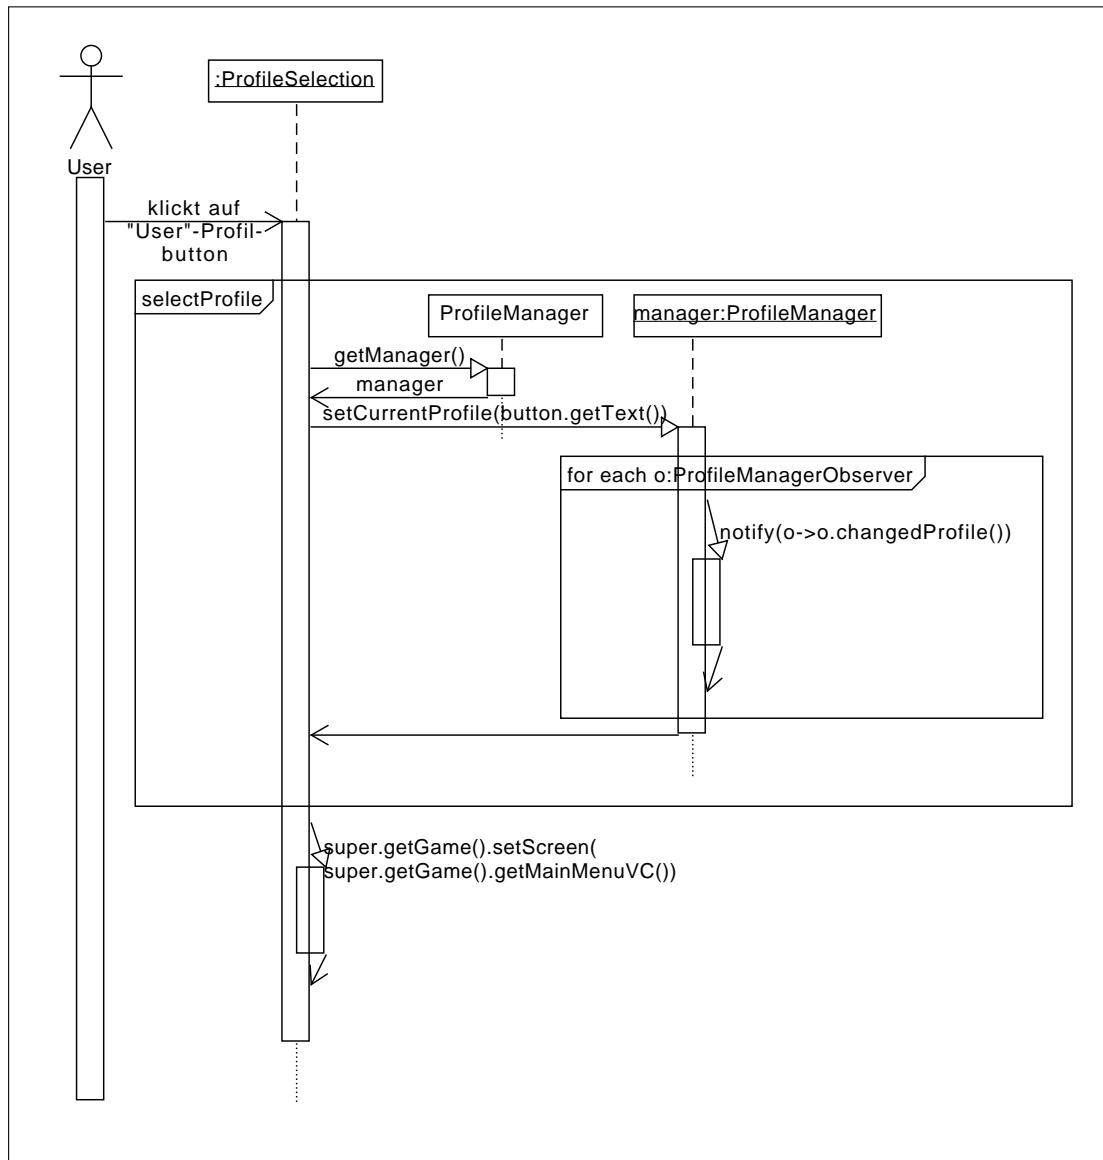 :ProfileSelection
User
klickt auf
"User"-Profil-
button
selectProfile
ProfileManager
manager:ProfileManager
getManager()
manager
setCurrentProfile(button.getText())
for each o:ProfileManagerObserver
notify(o->o.changedProfile())
super.getGame().setScreen(
super.getGame().getMainMenuVC())